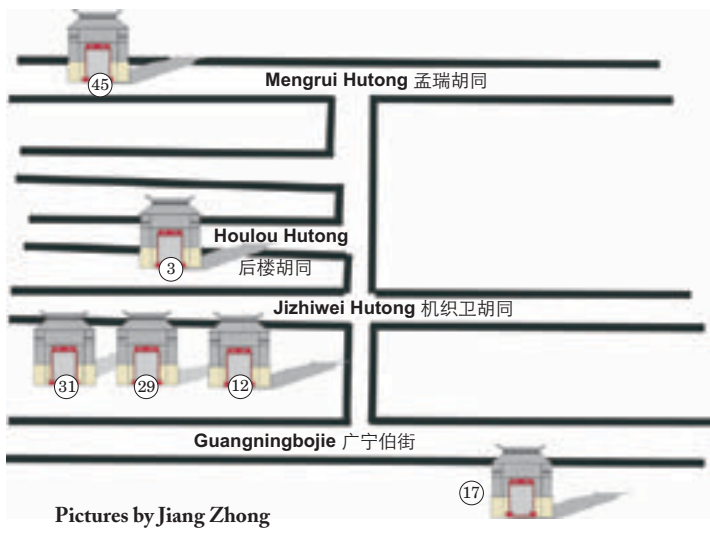 45
Mengrui Hutong 孟瑞胡同
Houlou Hutong
3
后楼胡同
Jizhiwei Hutong 机织卫胡同
31 29 12
Guangningbojie 广宁伯街
17
Pictures by Jiang Zhong